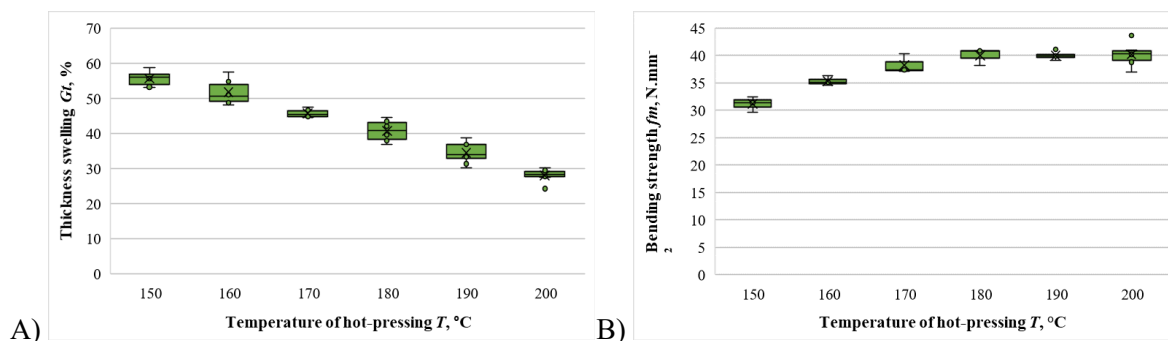 70
60
50
40
30
20
10
0
Thickness swelling Gt, %
150 160 170 180 190 200
Temperature of hot-pressing T, °C
A)
45
40
35
30
25
20
15
10
5
0
Bending strength fm, N.mm-
2
150 160 170 180 190 200
Temperature of hot-pressing T, °C
B)